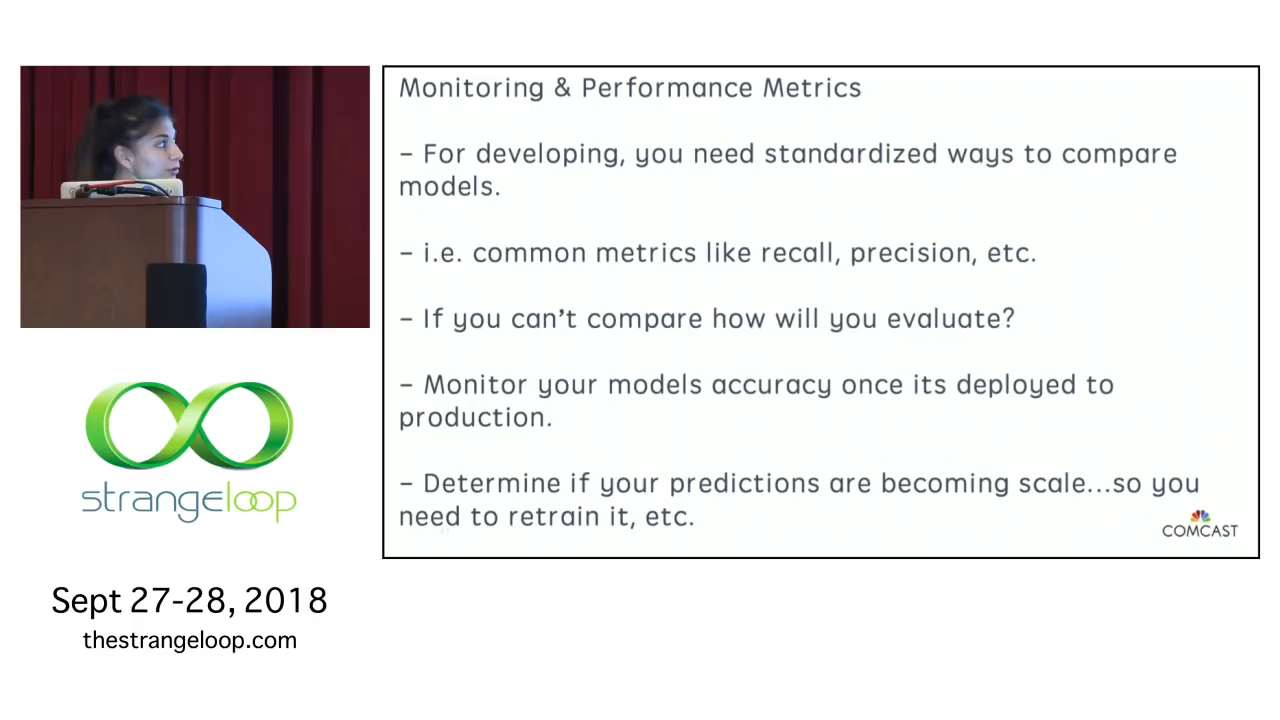 Monitoring & Performance Metrics
– For developing, you need standardized ways to compare
models.
– i.e. common metrics like recall, precision, etc.
– If you can't compare how will you evaluate?
– Monitor your models accuracy once its deployed to
production.
– Determine if your predictions are becoming scale...so you
need to retrain it, etc.
COMCAST
strangeloop
Sept 27-28, 2018
thestrangeloop.com